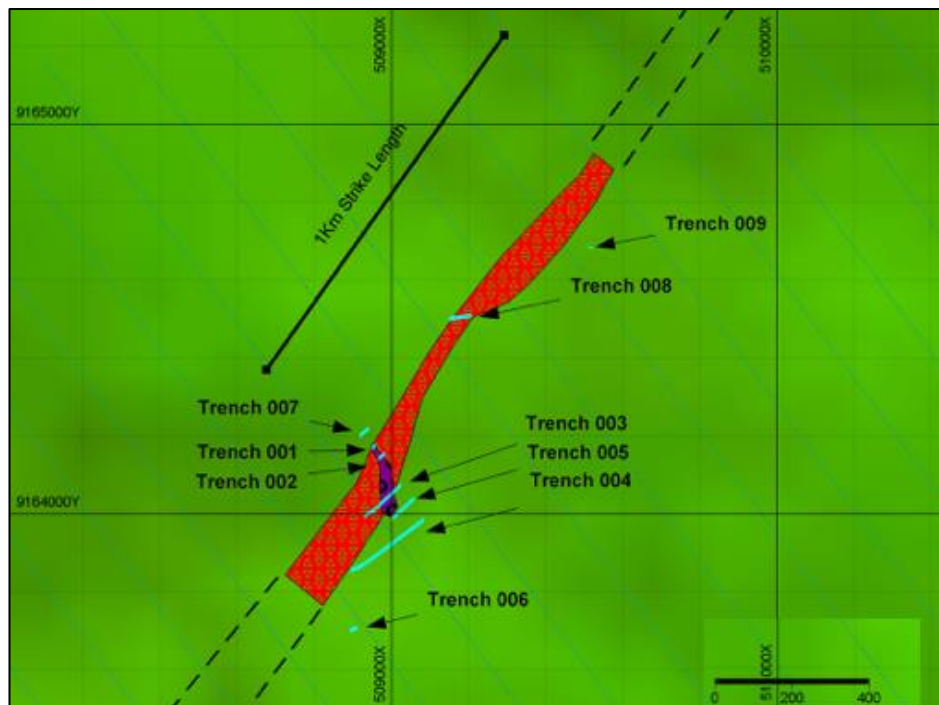 509000X
510000X
9165000Y
1Km Strike Length
Trench 009
Trench 008
Trench 007
Trench 003
Trench 001
Trench 005
Trench 002
Trench 004
9164000Y
Trench 006
509000X
0
200
400